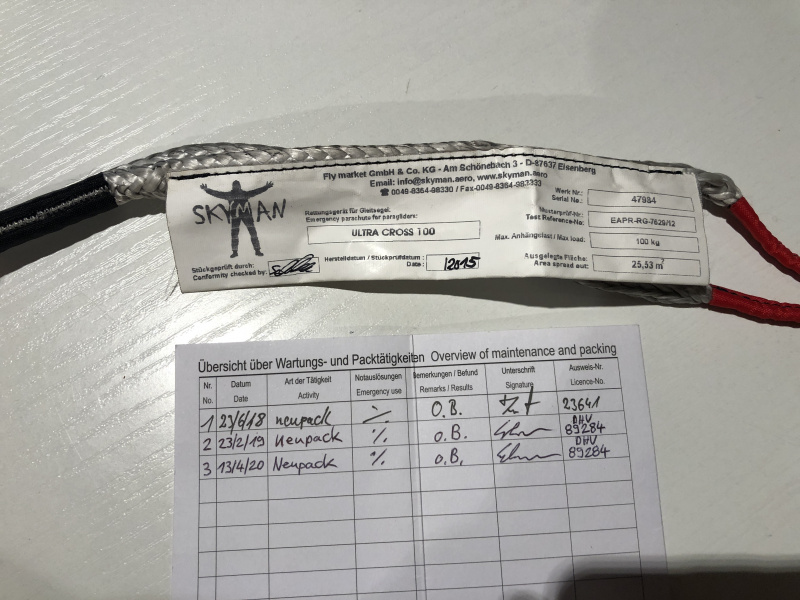 Fly market GmbH & Co. KG - Am Schönebach 3 - D-87637 Eisenberg
Email: info@skyman.aero, www.skyman.aero
☎ 0049-8364-98330 / Fax-0049-8364-983333
SKYMAN
Rettungsgerät für Gleitsegel:
Emergency parachute for paragliders:
ULTRA CROSS 100
Stückgeprüft durch:
Conformity checked by:
Herstelldatum / Stückprüfdatum :
Date :
12015
Werk Nr.:
Serial No.:
47984
Musterprüf-Nr.:
Test Reference-No.:
EAPR-RG-7629/12
Max. Anhängelast / Max load:
100 kg
Ausgelegte Fläche:
Area spread out:
25,53 m²
Übersicht über Wartungs- und Packtätigkeiten Overview of maintenance and packing
Nr. Datum Art der Tätigkeit Notauslösungen Bemerkungen / Befund Unterschrift Ausweis-Nr.
No. Date Activity Emergency use Remarks / Results Signature Licence-No.
1 23/6/18 neupack % O.B. 23641
2 23/2/19 Neupack % O.B. DHV 89284
3 13/4/20 Neupack % O.B. DHV 89284